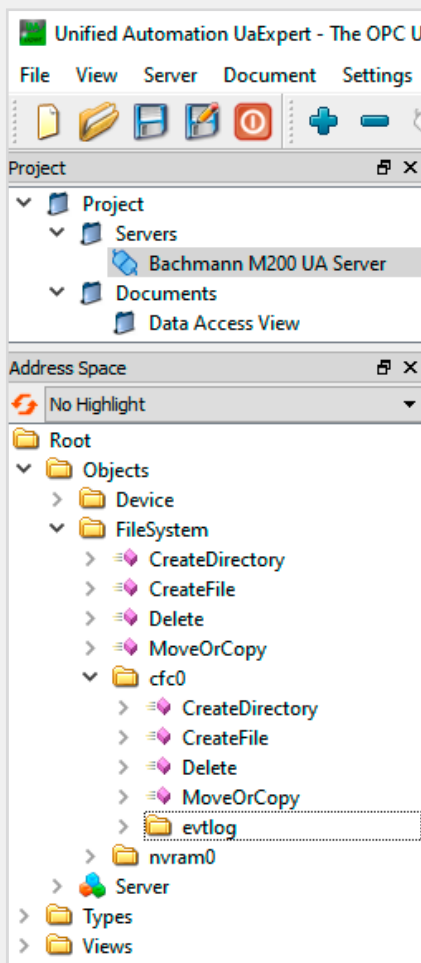 Unified Automation UaExpert - The OPC U
File View Server Document Settings
Project
Project
Servers
Bachmann M200 UA Server
Documents
Data Access View
Address Space
No Highlight
Root
Objects
Device
FileSystem
CreateDirectory
CreateFile
Delete
MoveOrCopy
cfc0
CreateDirectory
CreateFile
Delete
MoveOrCopy
evtlog
nvram0
Server
Types
Views